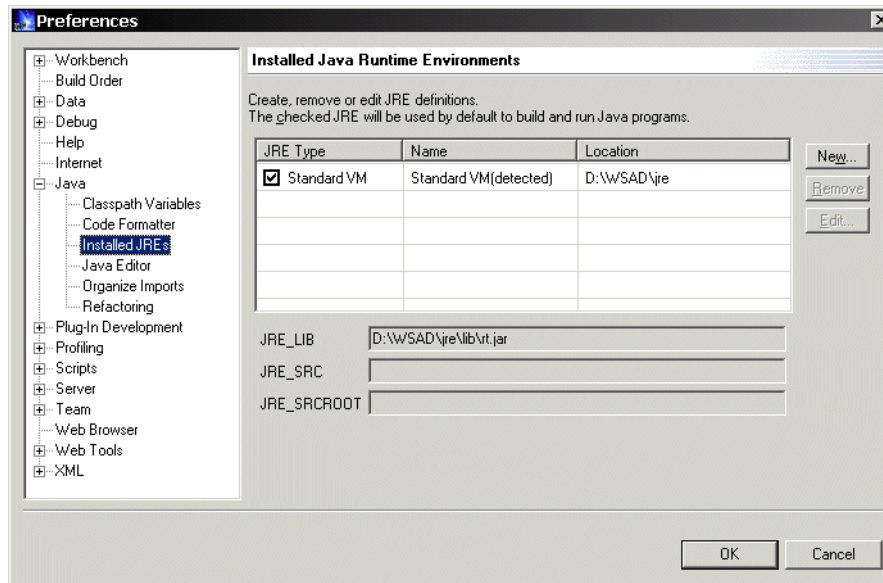 Preferences
Workbench
Build Order
Data
Debug
Help
Internet
Java
Classpath Variables
Code Formatter
Installed JREs
Java Editor
Organize Imports
Refactoring
Plug-In Development
Profiling
Scripts
Server
Team
Web Browser
Web Tools
XML
Installed Java Runtime Environments
Create, remove or edit JRE definitions.
The checked JRE will be used by default to build and run Java programs.
JRE Type Name Location
Standard VM Standard VM(detected) D:\WSAD\jre
New...
Remove
Edit...
JRE_LIB D:\WSAD\jre\lib\rt.jar
JRE_SRC
JRE_SRCROOT
OK Cancel